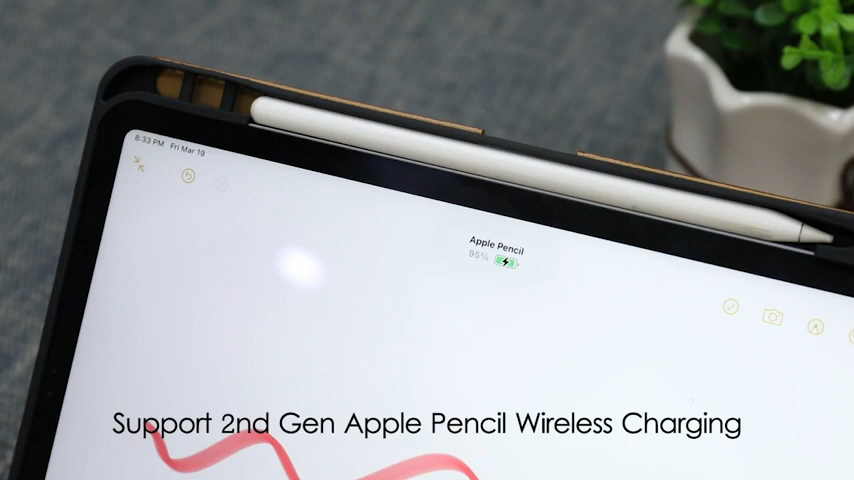 8:33 PM Fri Mar 19
Apple Pencil
95%
Support 2nd Gen Apple Pencil Wireless Charging